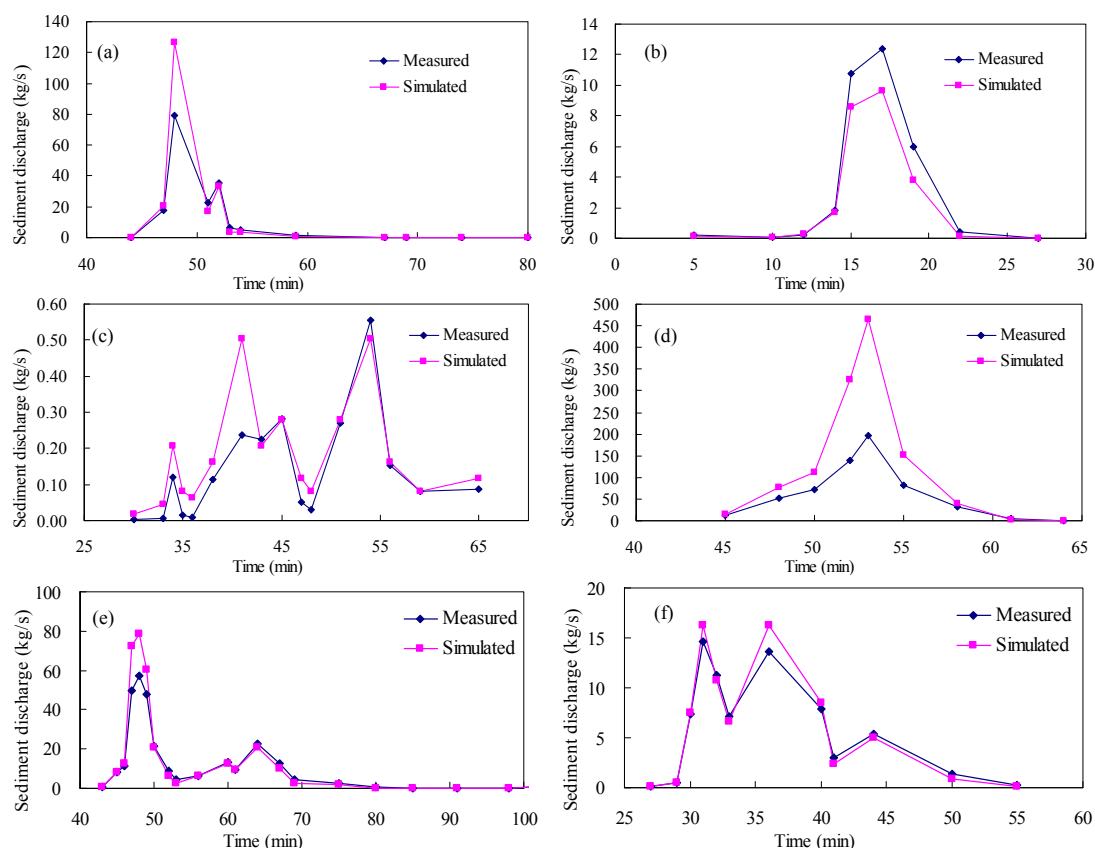 (a)
Measured
Simulated
Sediment discharge (kg/s)
140
120
100
80
60
40
20
0
40 50 60 70 80
Time (min)
(b)
Measured
Simulated
Sediment discharge (kg/s)
14
12
10
8
6
4
2
0
0 5 10 15 20 25 30
Time (min)
(c)
Measured
Simulated
Sediment discharge (kg/s)
0.60
0.50
0.40
0.30
0.20
0.10
0.00
25 35 45 55 65
Time (min)
(d)
Measured
Simulated
Sediment discharge (kg/s)
500
450
400
350
300
250
200
150
100
50
0
40 45 50 55 60 65
Time (min)
(e)
Measured
Simulated
Sediment discharge (kg/s)
100
80
60
40
20
0
40 50 60 70 80 90 100
Time (min)
(f)
Measured
Simulated
Sediment discharge (kg/s)
20
15
10
5
0
25 30 35 40 45 50 55 60
Time (min)